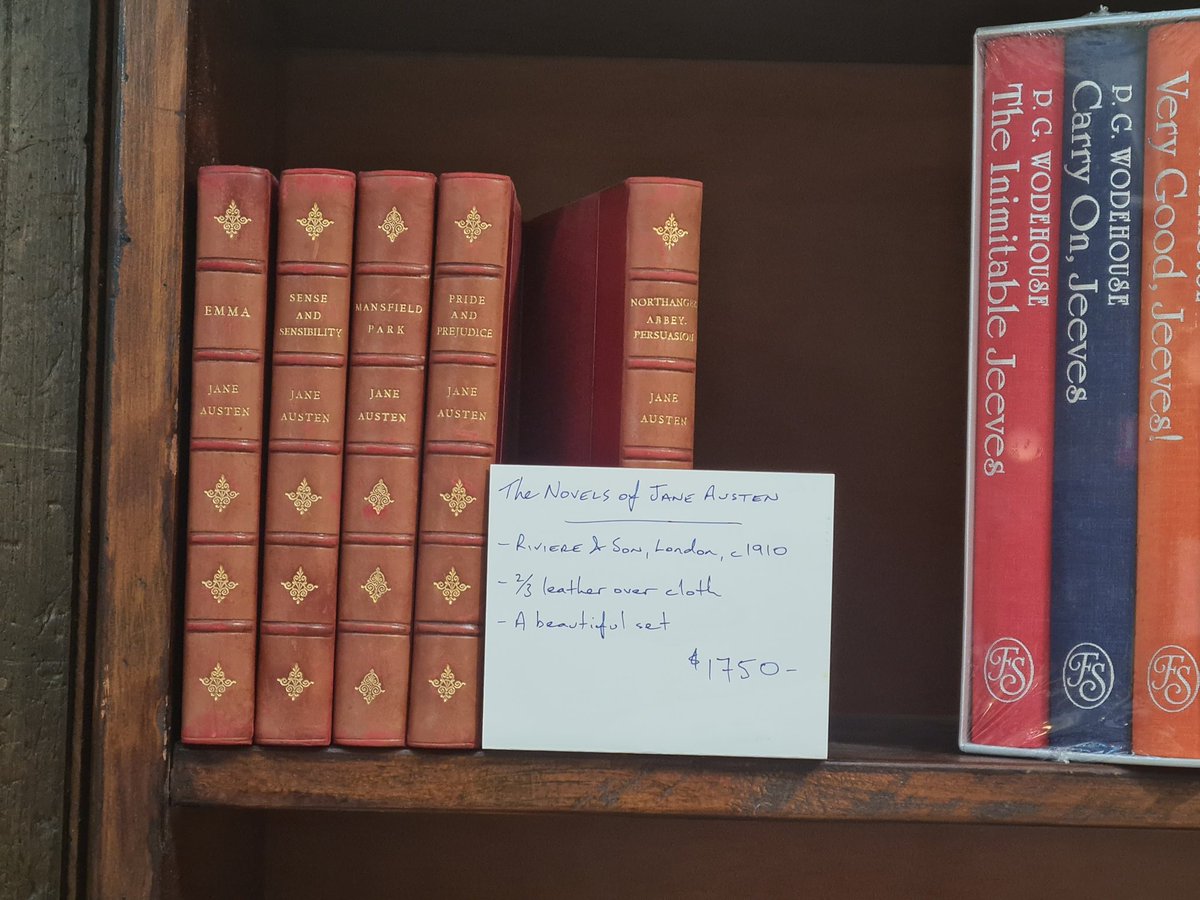 EMMA
JANE
AUSTEN
SENSE
AND
SENSIBILITY
JANE
AUSTEN
MANSFIELD
PARK
JANE
AUSTEN
PRIDE
AND
PREJUDICE
JANE
AUSTEN
NORTHANGER
ABBEY.
PERSUASION
JANE
AUSTEN
The Novels of Jane Austen
- Riviere & Son, London, c1910
- 2/3 leather over cloth
- A beautiful set
$1750-
P. G. WODEHOUSE
The Inimitable Jeeves
FS
P. G. WODEHOUSE
Carry On, Jeeves
FS
Very Good, Jeeves!
FS